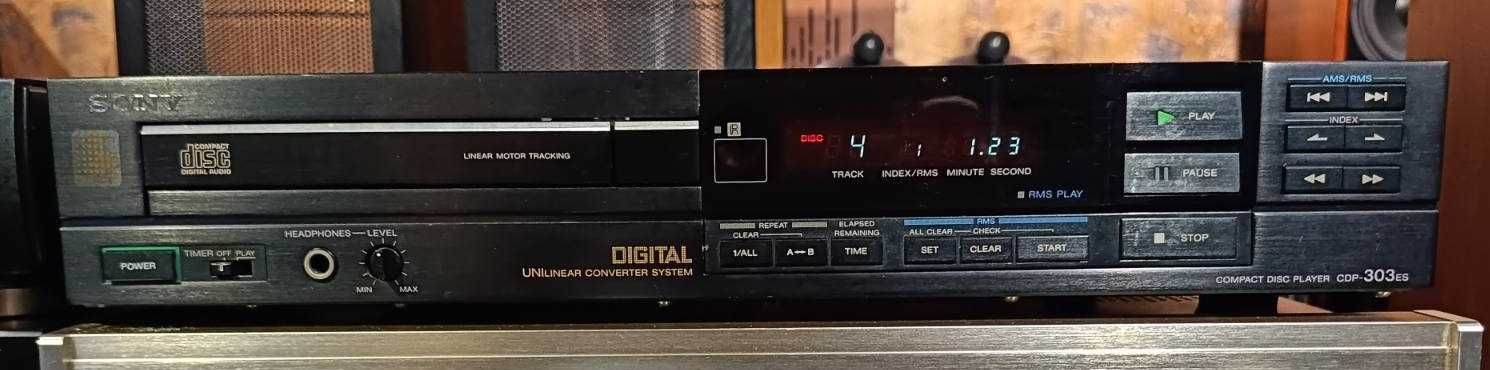 SONY
COMPACT
disc
DIGITAL AUDIO
LINEAR MOTOR TRACKING
R
DISC
4 1 1.23
TRACK INDEX/RMS MINUTE SECOND
RMS PLAY
PLAY
PAUSE
STOP
AMS/RMS
INDEX
POWER
TIMER OFF PLAY
HEADPHONES LEVEL
MIN MAX
DIGITAL
UNILINEAR CONVERTER SYSTEM
REPEAT
CLEAR
1/ALL A↔B
ELAPSED
REMAINING
TIME
RMS
ALL CLEAR CHECK
SET CLEAR START
COMPACT DISC PLAYER CDP-303ES